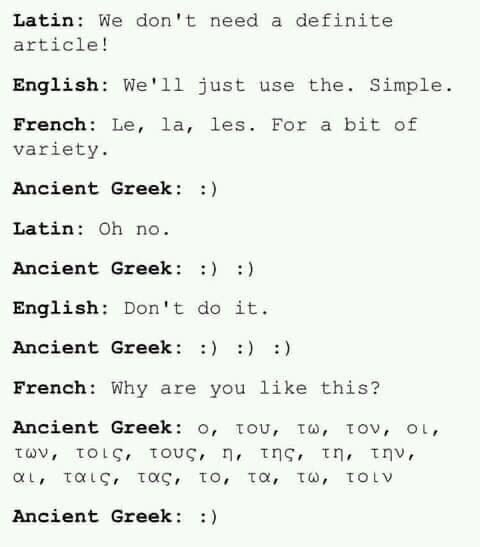 Latin: We don't need a definite
article!
English: We'll just use the. Simple.
French: Le, la, les. For a bit of
variety.
Ancient Greek: :)
Latin: Oh no.
Ancient Greek: :) :)
English: Don't do it.
Ancient Greek: :) :) :)
French: Why are you like this?
Ancient Greek: ο, του, τω, τον, οι,
των, τοις, τους, η, της, τη, την,
αι, ταις, τας, το, τα, τω, τοιν
Ancient Greek: :)